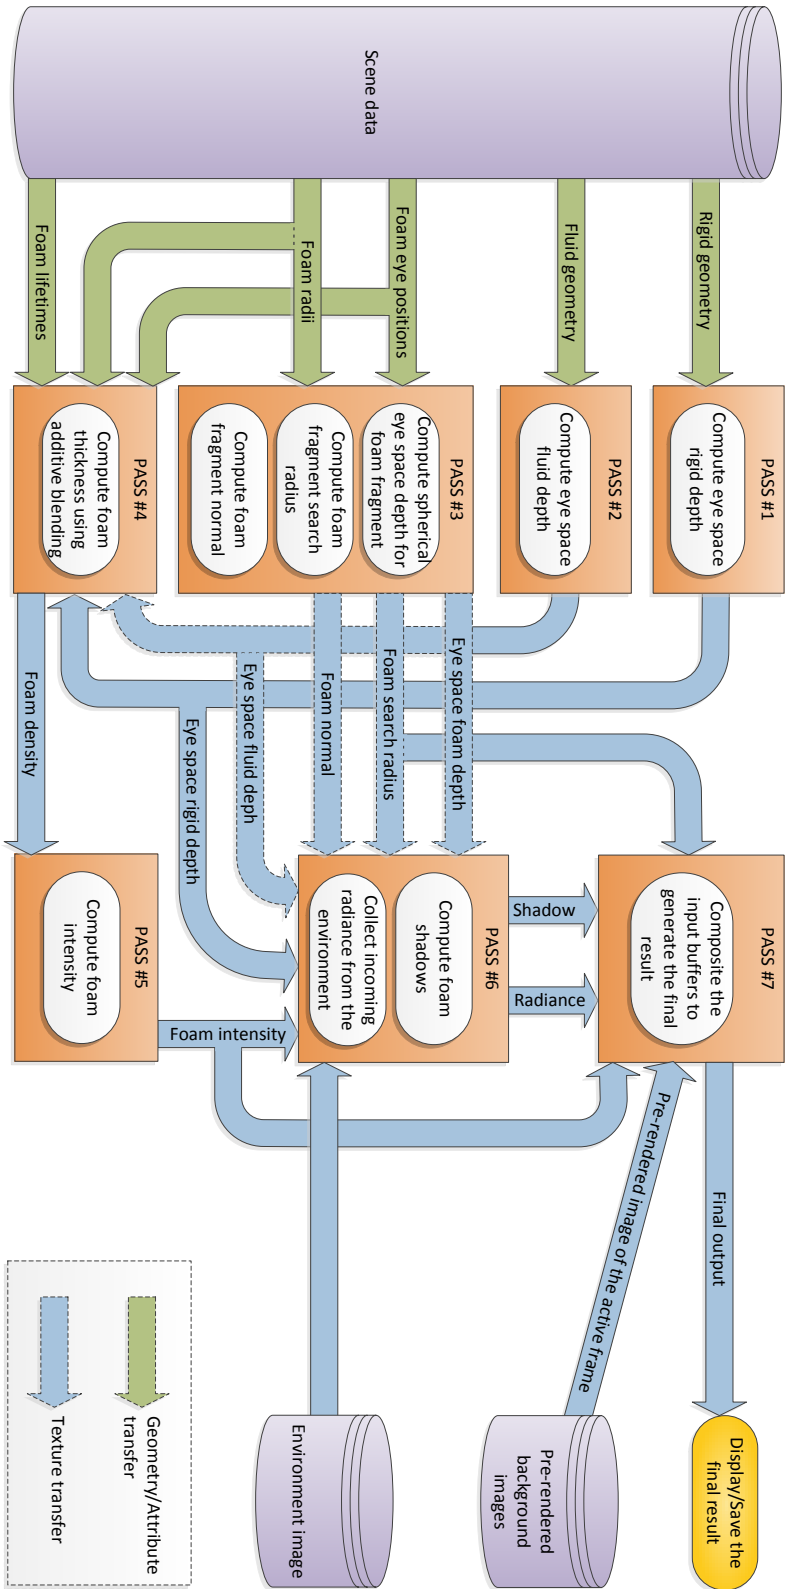 Scene data
Rigid geometry
Fluid geometry
Foam eye positions
Foam radii
Foam lifetimes
PASS #1
Compute eye space
rigid depth
PASS #2
Compute eye space
fluid depth
PASS #3
Compute spherical
eye space depth for
foam fragment
Compute foam
fragment search
radius
Compute foam
fragment normal
PASS #4
Compute foam
thickness using
additive blending
Eye space foam depth
Foam search radius
Foam normal
Eye space fluid deph
Eye space rigid depth
Foam density
PASS #7
Composite the
input buffers to
generate the final
result
Shadow
Radiance
PASS #6
Compute foam
shadows
Collect incoming
radiance from the
environment
Foam intensity
PASS #5
Compute foam
intensity
Final output
Pre-rendered image of the active frame
Display/Save the
final result
Pre-rendered
background
images
Environment image
Geometry/Attribute
transfer
Texture transfer